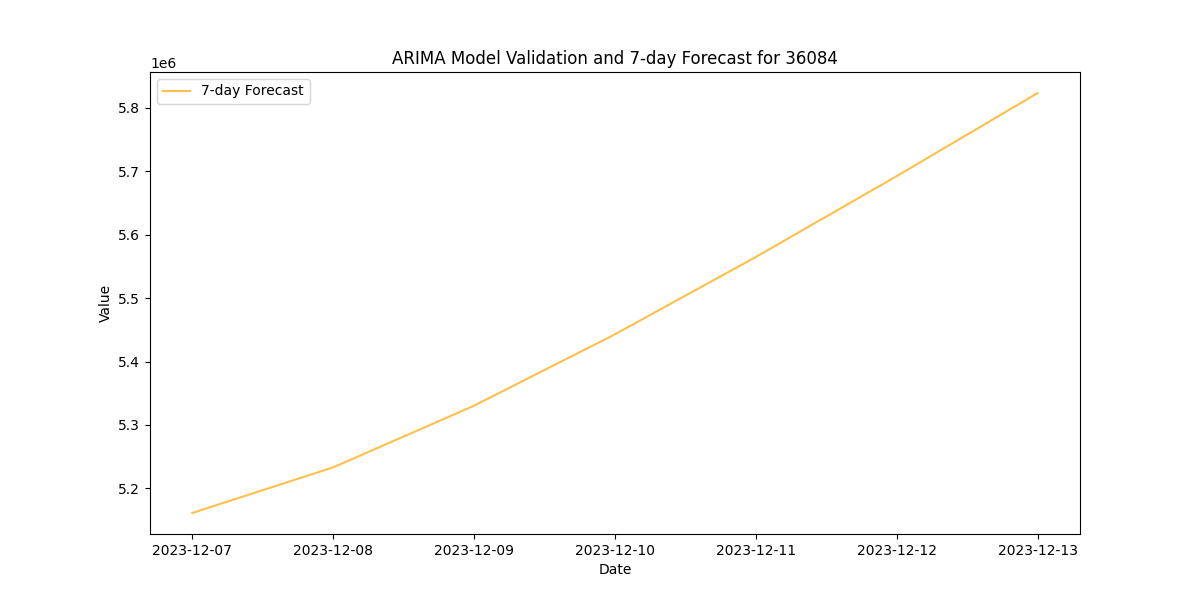 ARIMA Model Validation and 7-day Forecast for 36084
1e6
7-day Forecast
5.8
5.7
5.6
5.5
5.4
5.3
5.2
Value
2023-12-07 2023-12-08 2023-12-09 2023-12-10 2023-12-11 2023-12-12 2023-12-13
Date